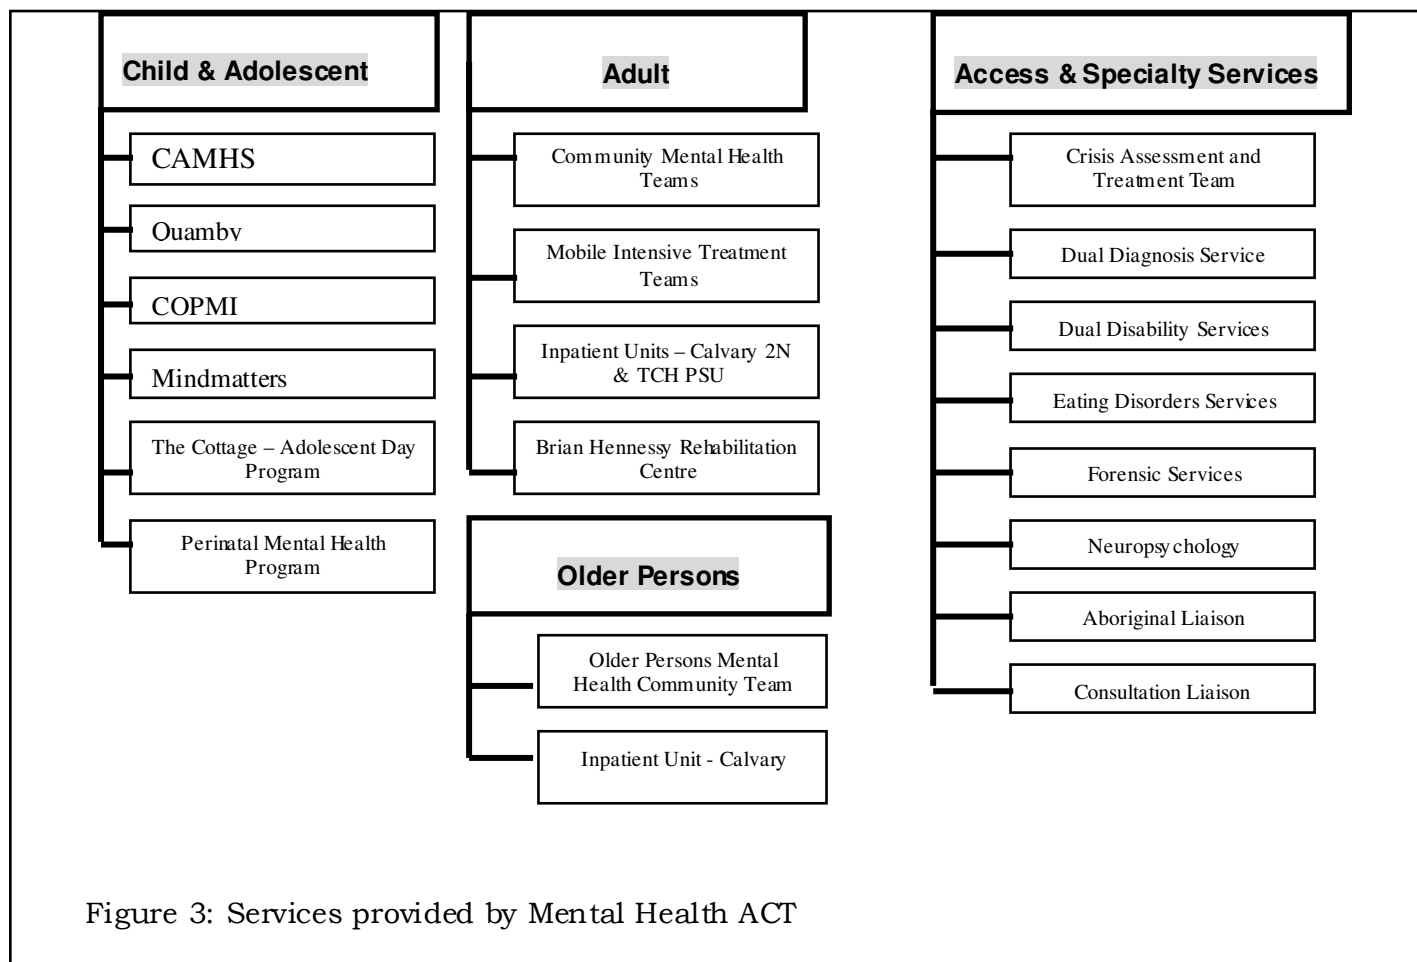 Child & Adolescent
CAMHS
Quamby
COPMI
Mindmatters
The Cottage – Adolescent Day
Program
Perinatal Mental Health
Program
Adult
Community Mental Health
Teams
Mobile Intensive Treatment
Teams
Inpatient Units – Calvary 2N
& TCH PSU
Brian Hennessy Rehabilitation
Centre
Older Persons
Older Persons Mental
Health Community Team
Inpatient Unit - Calvary
Access & Specialty Services
Crisis Assessment and
Treatment Team
Dual Diagnosis Service
Dual Disability Services
Eating Disorders Services
Forensic Services
Neuropsychology
Aboriginal Liaison
Consultation Liaison
Figure 3: Services provided by Mental Health ACT